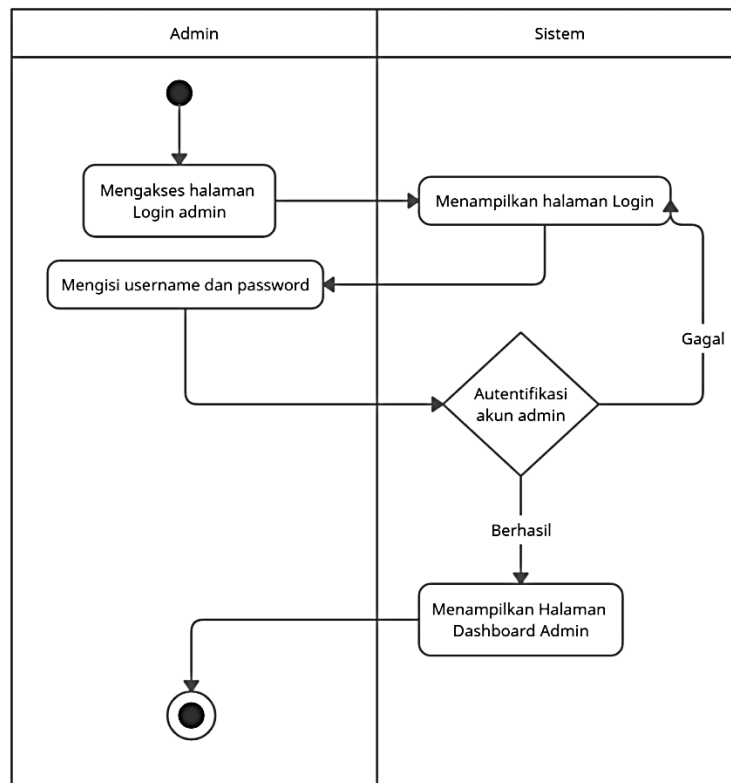 Admin
Sistem
Mengakses halaman
Login admin
Menampilkan halaman Login
Mengisi username dan password
Gagal
Autentifikasi
akun admin
Berhasil
Menampilkan Halaman
Dashboard Admin